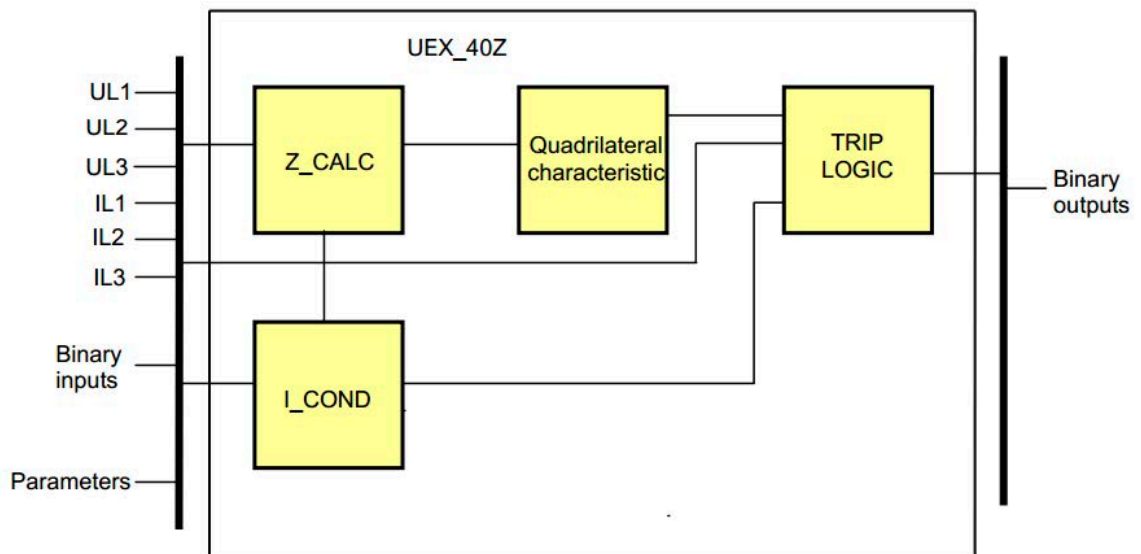 UEX_40Z
UL1
UL2
UL3
IL1
IL2
IL3
Binary
inputs
Parameters
Z_CALC
I_COND
Quadrilateral
characteristic
TRIP
LOGIC
Binary
outputs